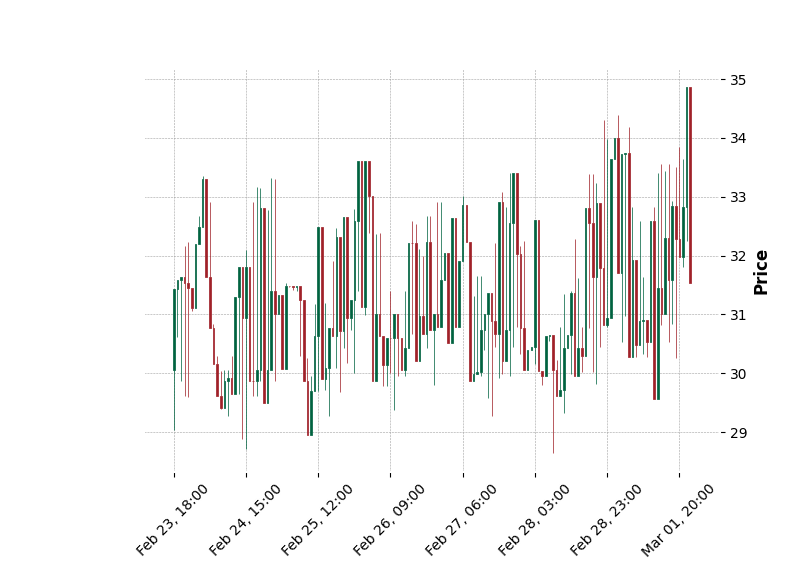 35
34
33
32
31
30
29
Price
Feb 23, 18:00
Feb 24, 15:00
Feb 25, 12:00
Feb 26, 09:00
Feb 27, 06:00
Feb 28, 03:00
Feb 28, 23:00
Mar 01, 20:00